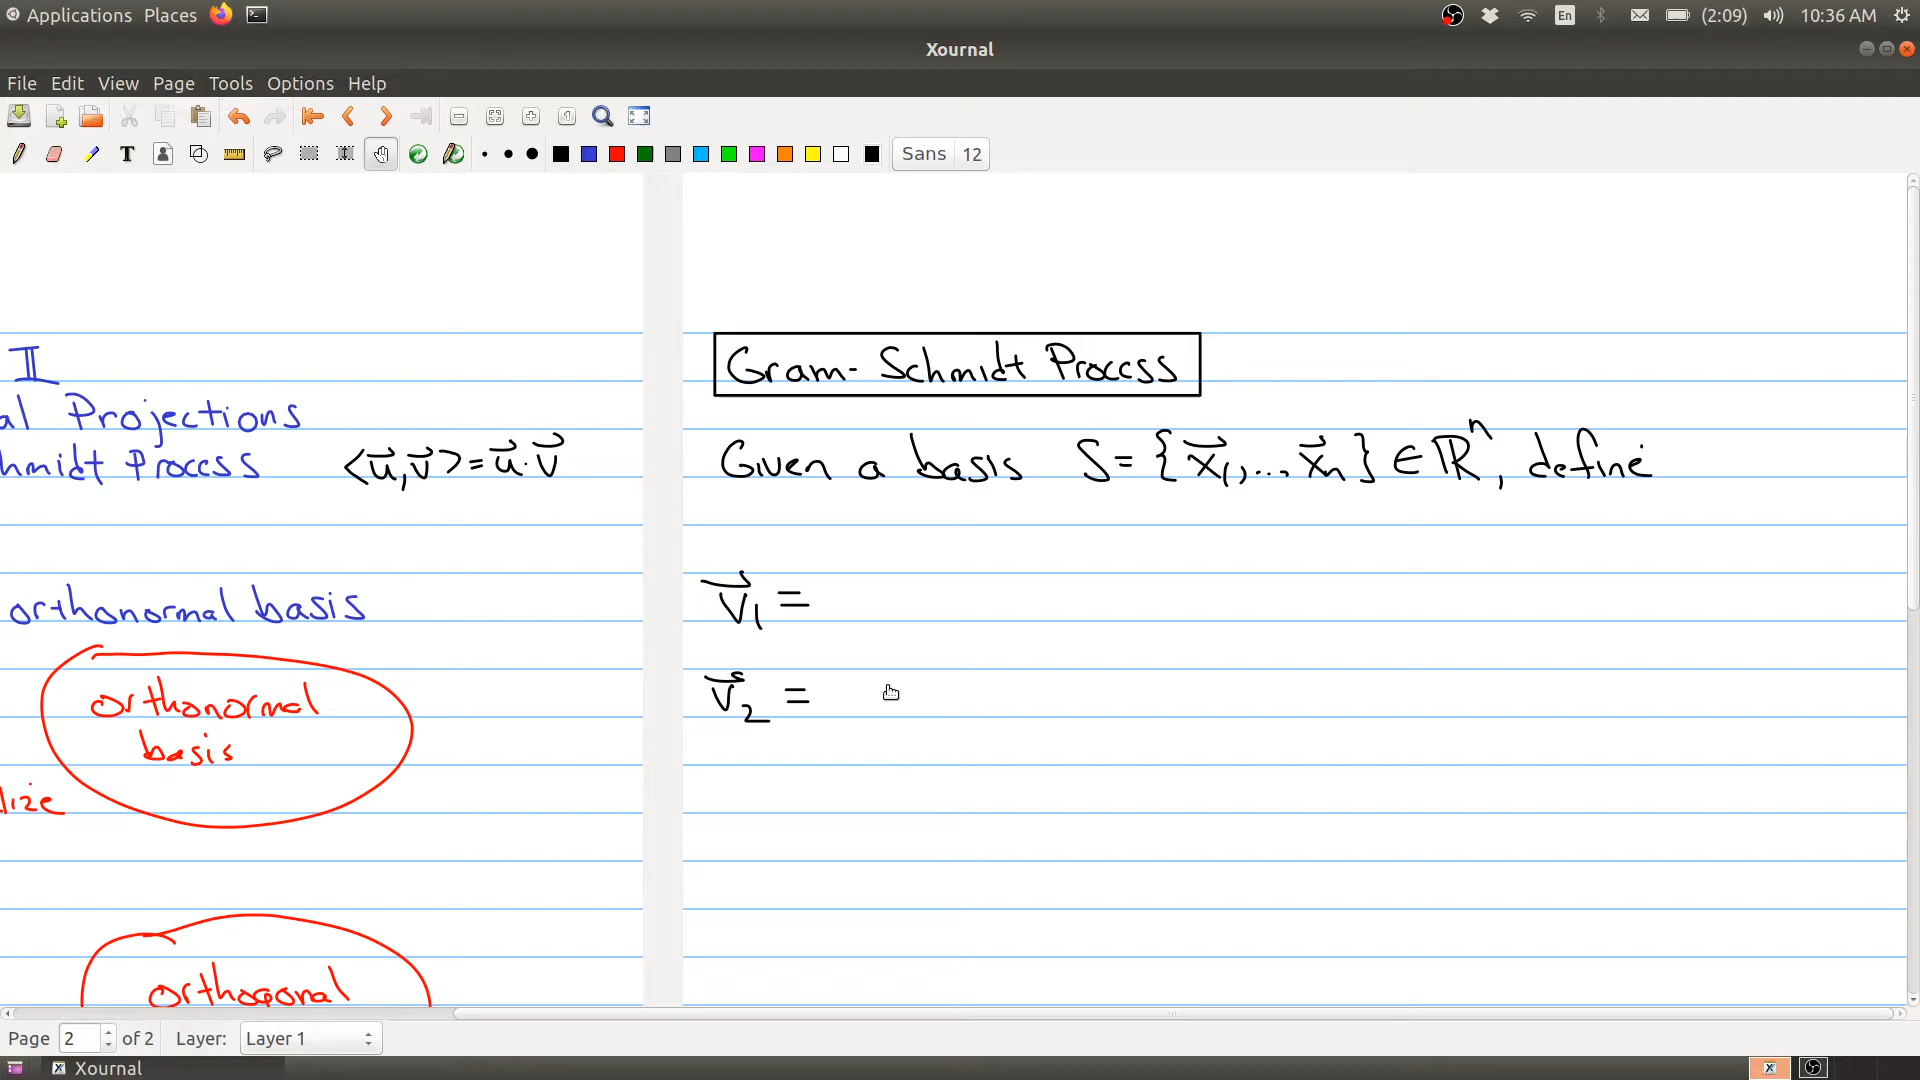 Applications Places En (2:09) 10:36 AM
Xournal
File Edit View Page Tools Options Help
Sans 12
II
al Projections
hmidt Process <u⃗,v⃗>=u⃗·v⃗
orthonormal basis
orthonormal
basis
lize
orthogonal
Gram-Schmidt Process
Given a basis S={x⃗₁,...x⃗ₙ}∈ℝⁿ, define
v⃗₁=
v⃗₂=
Page 2 of 2 Layer: Layer 1
Xournal